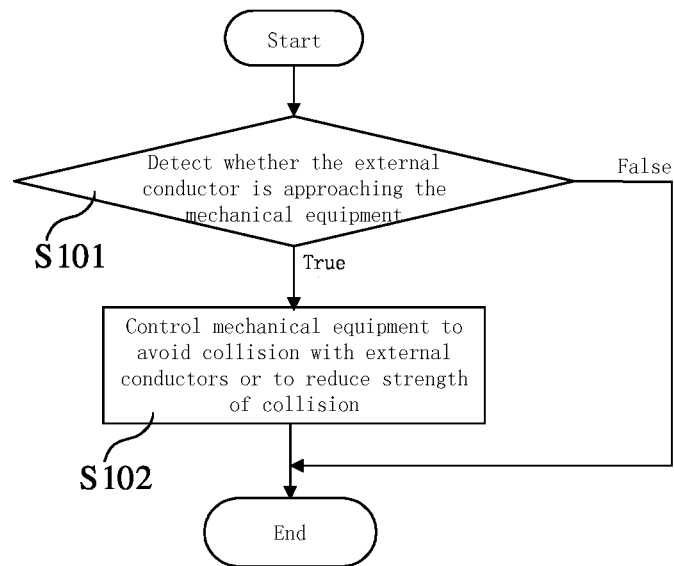 Start
Detect whether the external
conductor is approaching the
mechanical equipment
False
S101
True
Control mechanical equipment to
avoid collision with external
conductors or to reduce strength
of collision
S102
End